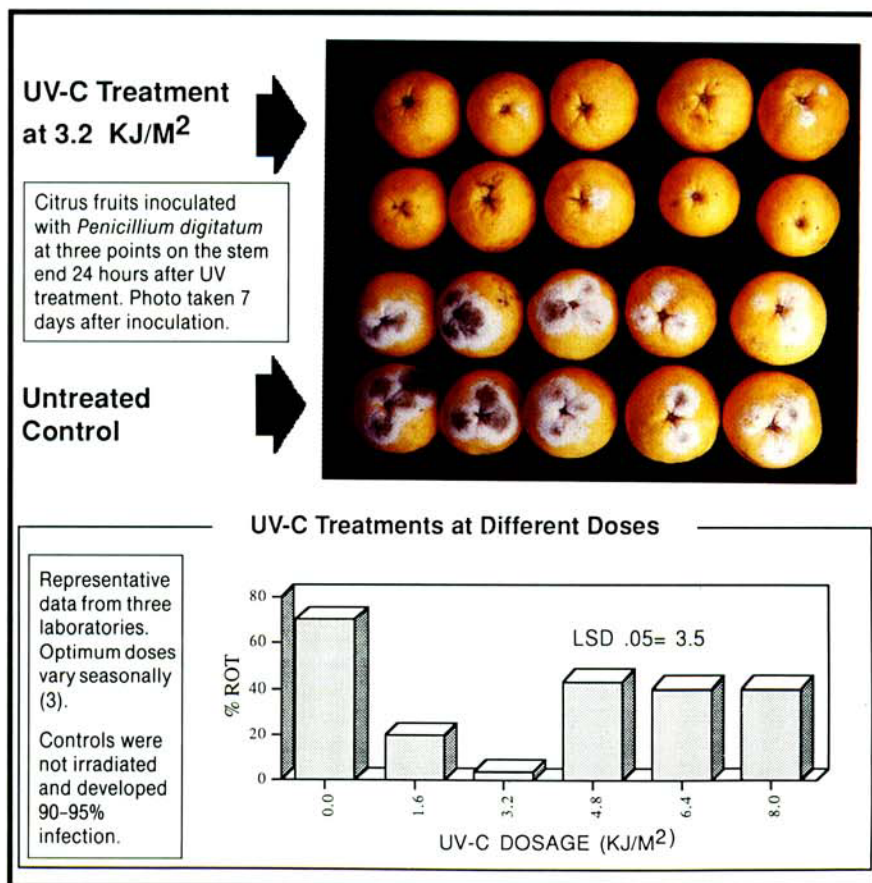 UV-C Treatment
at 3.2 KJ/M²
Citrus fruits inoculated
with Penicillium digitatum
at three points on the stem
end 24 hours after UV
treatment. Photo taken 7
days after inoculation.
Untreated
Control
UV-C Treatments at Different Doses
Representative
data from three
laboratories.
Optimum doses
vary seasonally
(3).
Controls were
not irradiated
and developed
90–95%
infection.
% ROT
80
60
40
20
0
LSD .05= 3.5
0.0
1.6
3.2
4.8
6.4
8.0
UV-C DOSAGE (KJ/M²)